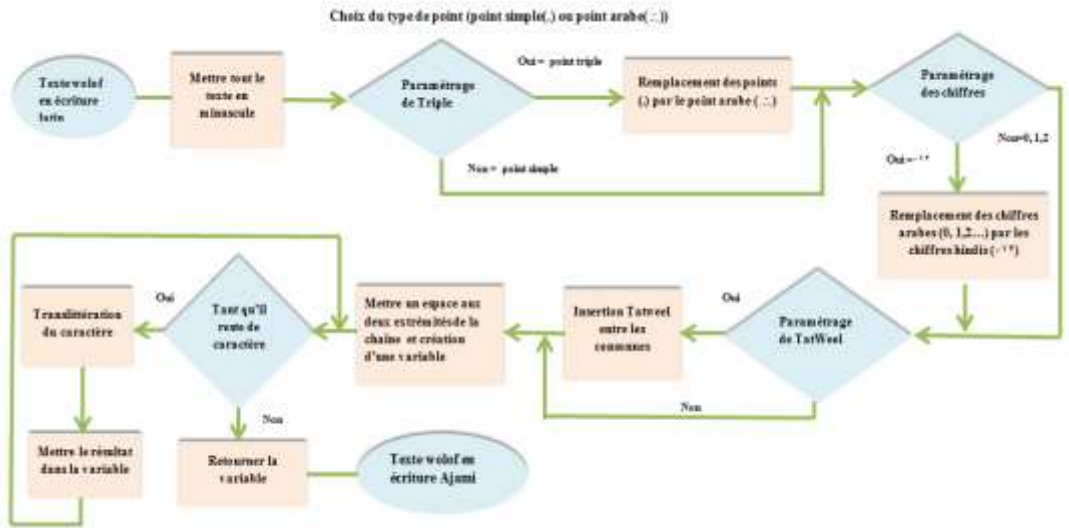 Choix du type de point (point simple(.) ou point arabe( ∴ ))
Texte wolof
en écriture
latin
Mettre tout le
texte en
minuscule
Paramétrage
de Triple
Oui = point triple
Remplacement des points
(.) par le point arabe ( ∴ )
Non = point simple
Paramétrage
des chiffres
Non=0, 1,2
Oui =٠١٢
Remplacement des chiffres
arabes (0, 1,2…) par les
chiffres hindis (٠١٢)
Paramétrage
de TatWeel
Oui
Non
Insertion Tatweel
entre les
Mettre un espace aux
deux extrémités de la
chaine et création
d'une variable
Tant qu'il
reste de
caractère
Oui
Translittération
du caractère
Mettre le résultat
dans la variable
Non
Retourner la
variable
Texte wolof en
écriture Ajami